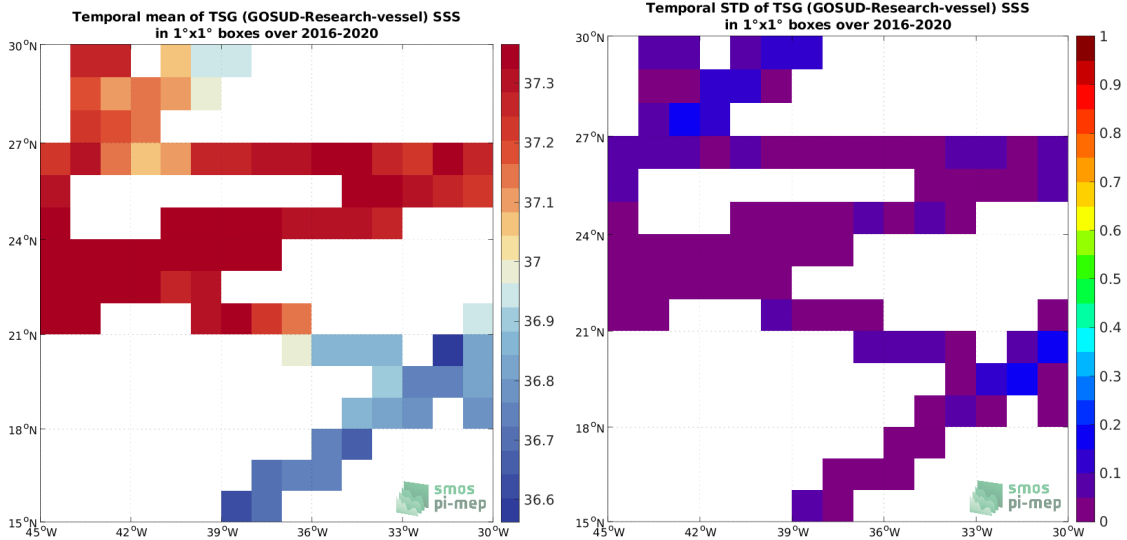 Temporal mean of TSG (GOSUD-Research-vessel) SSS
in 1°x1° boxes over 2016-2020
30°N
27°N
24°N
21°N
18°N
15°N
45°W
42°W
39°W
36°W
33°W
30°W
37.3
37.2
37.1
37
36.9
36.8
36.7
36.6
smos
pi-mep
Temporal STD of TSG (GOSUD-Research-vessel) SSS
in 1°x1° boxes over 2016-2020
30°N
27°N
24°N
21°N
18°N
15°N
45°W
42°W
39°W
36°W
33°W
30°W
1
0.9
0.8
0.7
0.6
0.5
0.4
0.3
0.2
0.1
0
smos
pi-mep